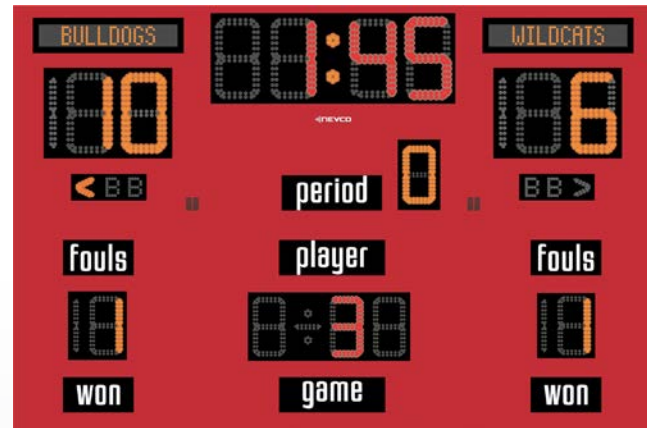 BULLDOGS 1:45 WILDCATS
10 6
NEVCO
< B B period 0 B B >
fouls player fouls
1 3 1
won game won